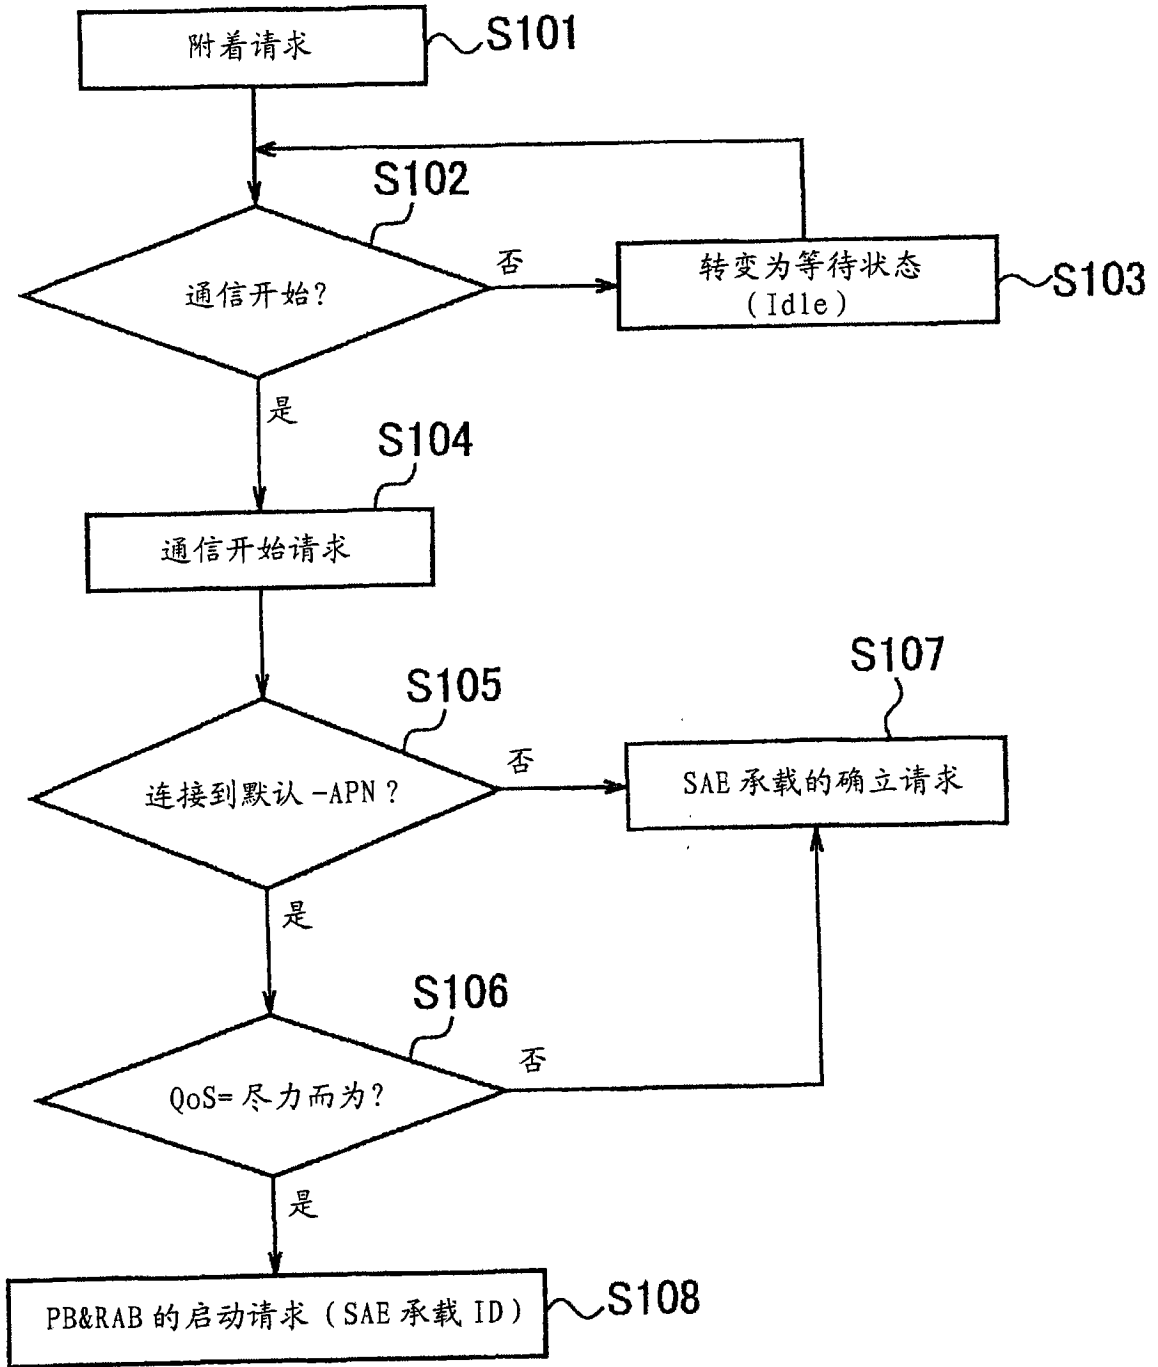 附着请求
S101
S102
通信开始?
否
转变为等待状态
(Idle)
S103
是
S104
通信开始请求
S105
连接到默认-APN?
否
S107
SAE承载的确立请求
是
S106
QoS=尽力而为?
否
是
PB&RAB的启动请求(SAE承载ID)
S108